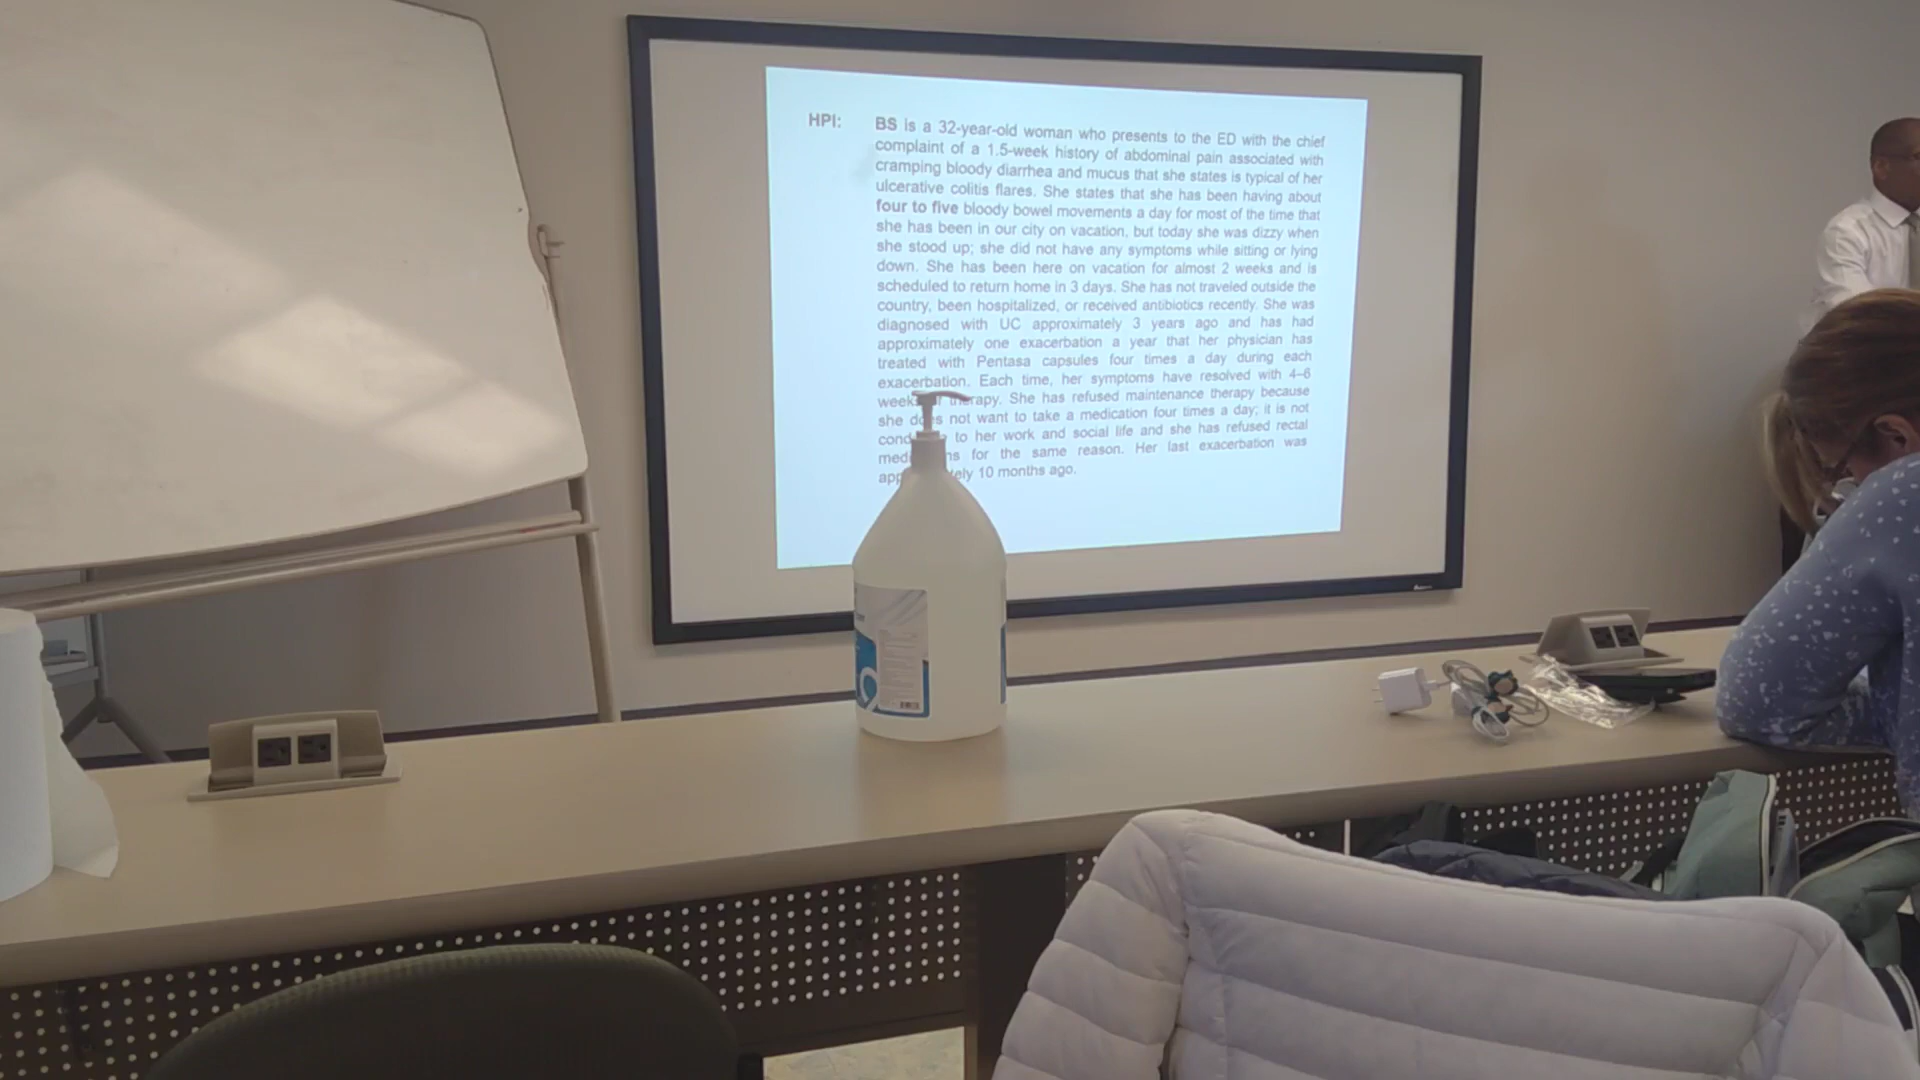 HPI: BS is a 32-year-old woman who presents to the ED with the chief
complaint of a 1.5-week history of abdominal pain associated with
cramping bloody diarrhea and mucus that she states is typical of her
ulcerative colitis flares. She states that she has been having about
four to five bloody bowel movements a day for most of the time that
she has been in our city on vacation, but today she was dizzy when
she stood up; she did not have any symptoms while sitting or lying
down. She has been here on vacation for almost 2 weeks and is
scheduled to return home in 3 days. She has not traveled outside the
country, been hospitalized, or received antibiotics recently. She was
diagnosed with UC approximately 3 years ago and has had
approximately one exacerbation a year that her physician has
treated with Pentasa capsules four times a day during each
exacerbation. Each time, her symptoms have resolved with 4–6
therapy. She has refused maintenance therapy because
she not want to take a medication four times a day; it is not
to her work and social life and she has refused rectal
for the same reason. Her last exacerbation was
10 months ago.